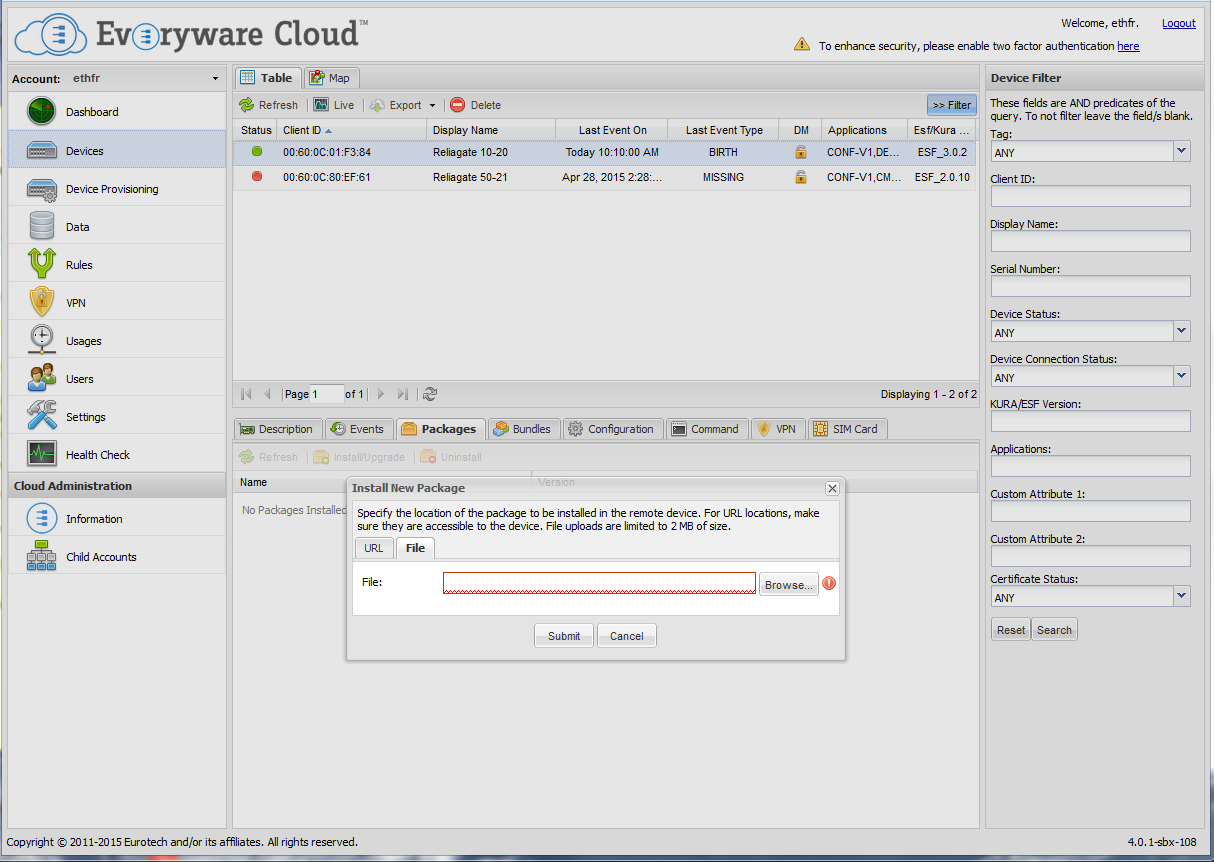 Everyware Cloud™
Welcome, ethfr. Logout
To enhance security, please enable two factor authentication here
Account: ethfr
Dashboard
Devices
Device Provisioning
Data
Rules
VPN
Usages
Users
Settings
Health Check
Cloud Administration
Information
Child Accounts
Table Map
Refresh Live Export Delete >> Filter
Status Client ID Display Name Last Event On Last Event Type DM Applications Esf/Kura ...
00:60:0C:01:F3:84 Reliagate 10-20 Today 10:10:00 AM BIRTH CONF-V1,DE... ESF_3.0.2
00:60:0C:80:EF:61 Reliagate 50-21 Apr 28, 2015 2:28:... MISSING CONF-V1,CM... ESF_2.0.10
Page 1 of 1 Displaying 1 - 2 of 2
Description Events Packages Bundles Configuration Command VPN SIM Card
Refresh Install/Upgrade Uninstall
Name Version
No Packages Installed
Install New Package
Specify the location of the package to be installed in the remote device. For URL locations, make
sure they are accessible to the device. File uploads are limited to 2 MB of size.
URL File
File: Browse...
Submit Cancel
Device Filter
These fields are AND predicates of the
query. To not filter leave the field/s blank.
Tag:
ANY
Client ID:
Display Name:
Serial Number:
Device Status:
ANY
Device Connection Status:
ANY
KURA/ESF Version:
Applications:
Custom Attribute 1:
Custom Attribute 2:
Certificate Status:
ANY
Reset Search
Copyright © 2011-2015 Eurotech and/or its affiliates. All rights reserved. 4.0.1-sbx-108